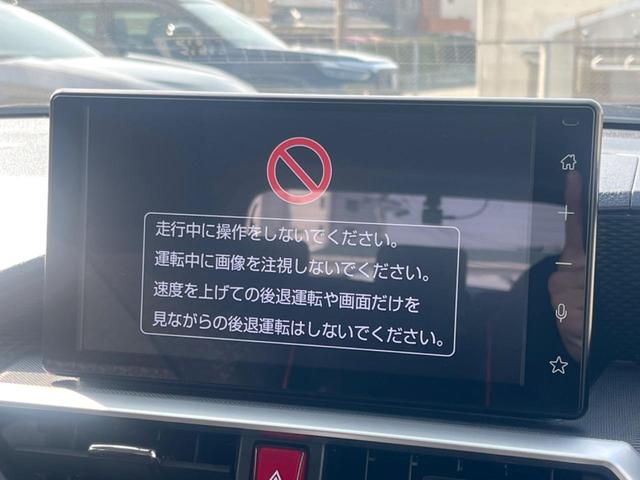 走行中に操作をしないでください。
運転中に画像を注視しないでください。
速度を上げての後退運転や画面だけを
見ながらの後退運転はしないでください。